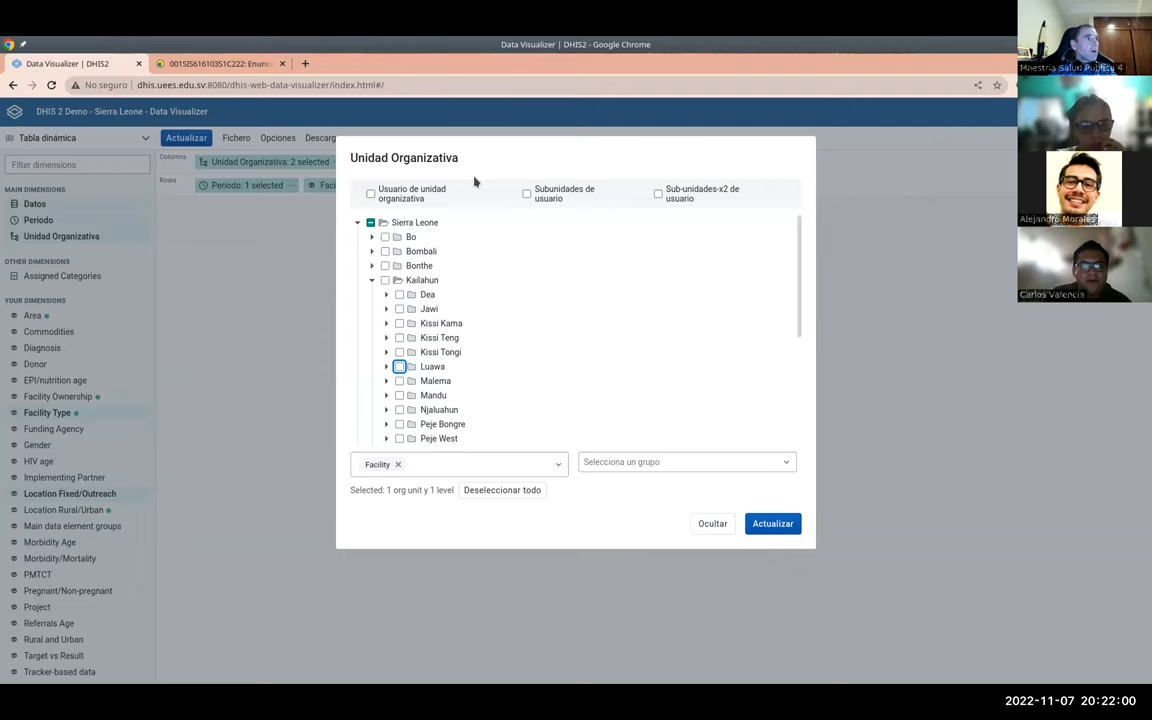 Data Visualizer | DHIS2 - Google Chrome
Data Visualizer | DHIS2
001SIS616103S1C222: Enunc
No seguro
dhis.uees.edu.sv:8080/dhis-web-data-visualizer/index.html#/
DHIS 2 Demo - Sierra Leone - Data Visualizer
Tabla dinámica
Actualizar
Fichero
Opciones
Descarg
Filter dimensions
Columns
Unidad Organizativa: 2 selected
Rows
Periodo: 1 selected
Faci
MAIN DIMENSIONS
Datos
Periodo
Unidad Organizativa
OTHER DIMENSIONS
Assigned Categories
YOUR DIMENSIONS
Area
Commodities
Diagnosis
Donor
EPI/nutrition age
Facility Ownership
Facility Type
Funding Agency
Gender
HIV age
Implementing Partner
Location Fixed/Outreach
Location Rural/Urban
Main data element groups
Morbidity Age
Morbidity/Mortality
PMTCT
Pregnant/Non-pregnant
Project
Referrals Age
Rural and Urban
Target vs Result
Tracker-based data
Unidad Organizativa
Usuario de unidad
organizativa
Subunidades de
usuario
Sub-unidades-x2 de
usuario
Sierra Leone
Bo
Bombali
Bonthe
Kailahun
Dea
Jawi
Kissi Kama
Kissi Teng
Kissi Tongi
Luawa
Malema
Mandu
Njaluahun
Peje Bongre
Peje West
Facility
Selecciona un grupo
Selected: 1 org unit y 1 level
Deseleccionar todo
Ocultar
Actualizar
Maestria Salud Publica 4
Alejandro Morales
Carlos Valencia
2022-11-07 20:22:00